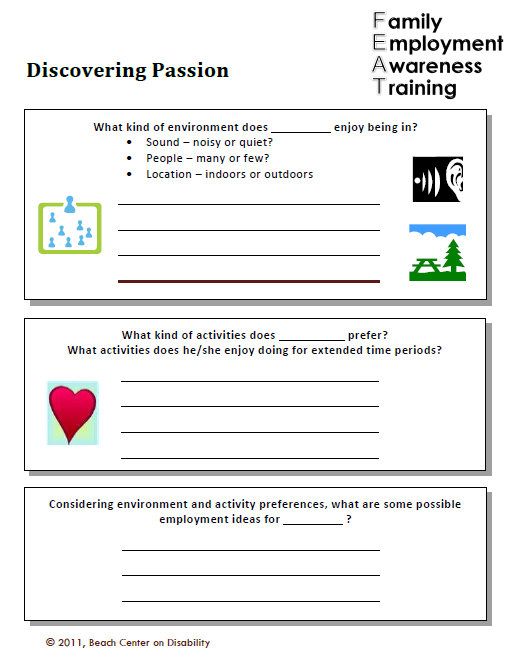 Family
Employment
Awareness
Training
Discovering Passion
What kind of environment does __________ enjoy being in?
• Sound – noisy or quiet?
• People – many or few?
• Location – indoors or outdoors
What kind of activities does ___________ prefer?
What activities does he/she enjoy doing for extended time periods?
Considering environment and activity preferences, what are some possible
employment ideas for __________ ?
© 2011, Beach Center on Disability